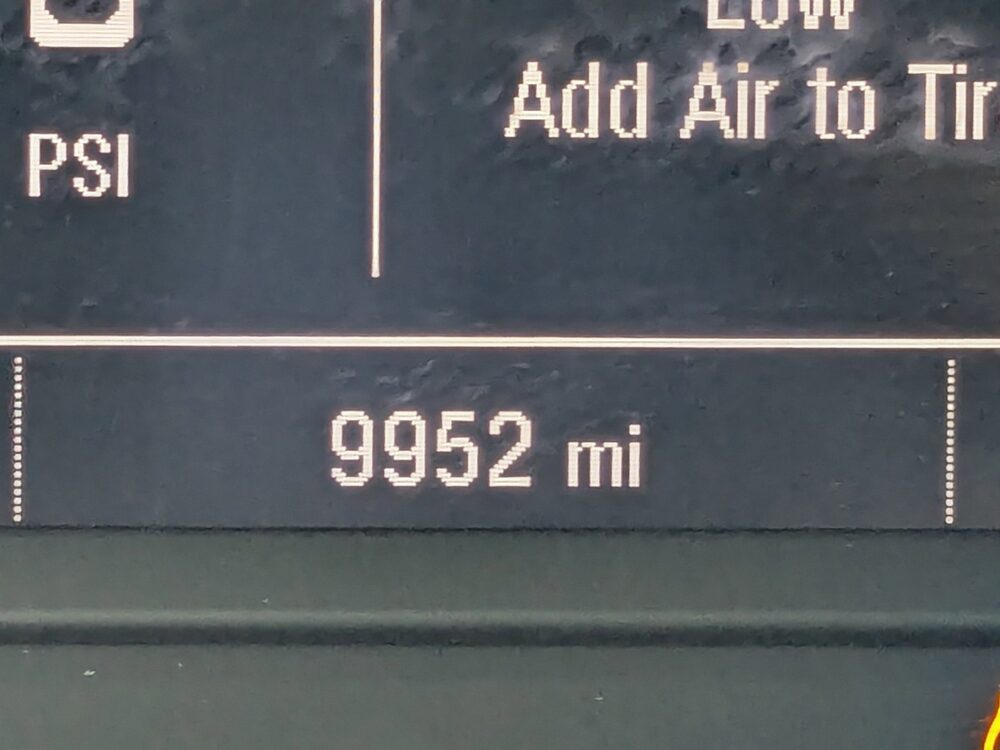 Low
Add Air to Tir
PSI
9952 mi